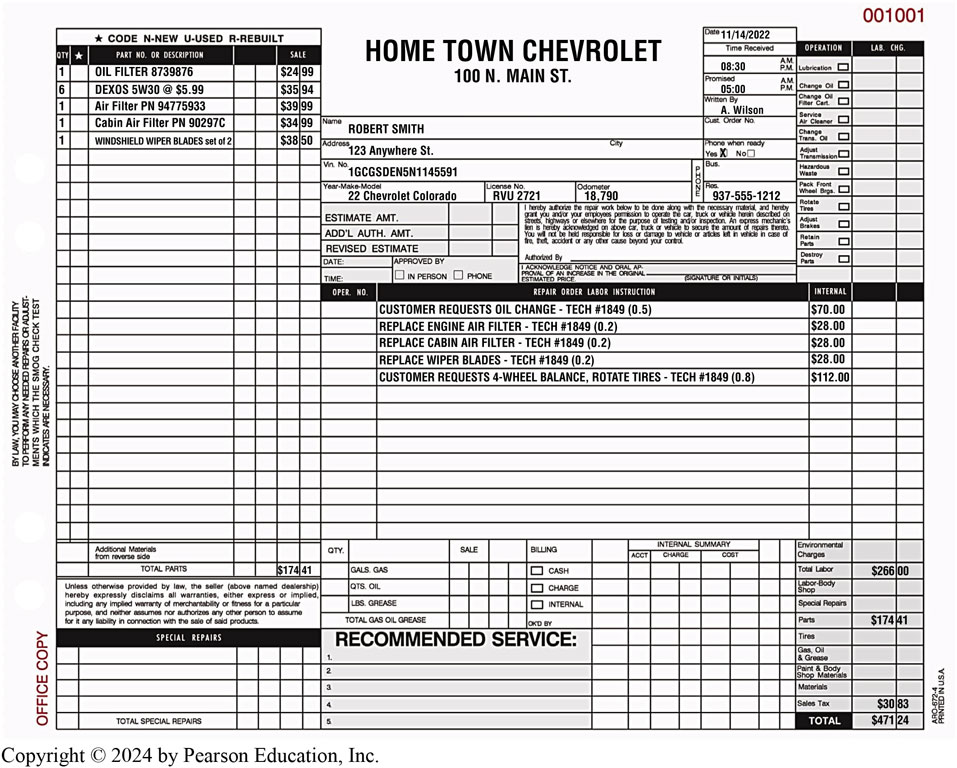 001001
★ CODE N-NEW U-USED R-REBUILT
QTY ★ PART NO. OR DESCRIPTION SALE
1 OIL FILTER 8739876 $24 99
6 DEXOS 5W30 @ $5.99 $35 94
1 Air Filter PN 94775933 $39 99
1 Cabin Air Filter PN 90297C $34 99
1 WINDSHIELD WIPER BLADES set of 2 $38 50
Additional Materials
from reverse side
TOTAL PARTS $174 41
Unless otherwise provided by law, the seller (above named dealership)
hereby expressly disclaims all warranties, either express or implied,
including any implied warranty of merchantability or fitness for a particular
purpose, and neither assumes nor authorizes any other person to assume
for it any liability in connection with the sale of said products.
SPECIAL REPAIRS
TOTAL SPECIAL REPAIRS
BY LAW, YOU MAY CHOOSE ANOTHER FACILITY
TO PERFORM ANY NEEDED REPAIRS OR ADJUST-
MENTS WHICH THE SMOG CHECK TEST
INDICATES ARE NECESSARY.
OFFICE COPY
HOME TOWN CHEVROLET
100 N. MAIN ST.
Date 11/14/2022
Time Received
08:30 A.M.
P.M.
Promised
05:00 A.M.
P.M.
Written By
A. Wilson
Cust. Order No.
Phone when ready
Yes X No
Name ROBERT SMITH
Address 123 Anywhere St. City
Vin. No. 1GCGSDEN5N1145591
PHONE
Bus.
Res. 937-555-1212
Year-Make-Model 22 Chevrolet Colorado
License No. RVU 2721
Odometer 18,790
ESTIMATE AMT.
ADD'L AUTH. AMT.
REVISED ESTIMATE
DATE:
TIME:
APPROVED BY
IN PERSON PHONE
I hereby authorize the repair work below to be done along with the necessary material, and hereby
grant you and/or your employees permission to operate the car, truck or vehicle herein described on
streets, highways or elsewhere for the purpose of testing and/or inspection. An express mechanic's
lien is hereby acknowledged on above car, truck or vehicle to secure the amount of repairs thereto.
You will not be held responsible for loss or damage to vehicle or articles left in vehicle in case of
fire, theft, accident or any other cause beyond your control.
Authorized By
I ACKNOWLEDGE NOTICE AND ORAL AP-
PROVAL OF AN INCREASE IN THE ORIGINAL
ESTIMATED PRICE. (SIGNATURE OR INITIALS)
OPERATION LAB. CHG.
Lubrication
Change Oil
Change Oil
Filter Cart.
Service
Air Cleaner
Change
Trans. Oil
Adjust
Transmission
Hazardous
Waste
Pack Front
Wheel Brgs.
Rotate
Tires
Adjust
Brakes
Retain
Parts
Destroy
Parts
OPER. NO. REPAIR ORDER LABOR INSTRUCTION INTERNAL
CUSTOMER REQUESTS OIL CHANGE - TECH #1849 (0.5) $70.00
REPLACE ENGINE AIR FILTER - TECH #1849 (0.2) $28.00
REPLACE CABIN AIR FILTER - TECH #1849 (0.2) $28.00
REPLACE WIPER BLADES - TECH #1849 (0.2) $28.00
CUSTOMER REQUESTS 4-WHEEL BALANCE, ROTATE TIRES - TECH #1849 (0.8) $112.00
QTY. SALE BILLING
GALS. GAS CASH
QTS. OIL CHARGE
LBS. GREASE INTERNAL
TOTAL GAS OIL GREASE OK'D BY
INTERNAL SUMMARY
ACCT CHARGE COST
RECOMMENDED SERVICE:
1.
2.
3.
4.
5.
Environmental
Charges
Total Labor $266 00
Labor-Body
Shop
Special Repairs
Parts $174 41
Tires
Gas, Oil
& Grease
Paint & Body
Shop Materials
Materials
Sales Tax $30 83
TOTAL $471 24
ARO-672-4
PRINTED IN U.S.A.
Copyright © 2024 by Pearson Education, Inc.